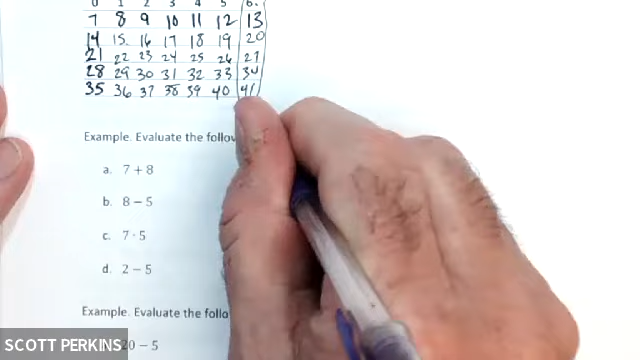 0 1 2 3 4 5 6
7 8 9 10 11 12 13
14 15 16 17 18 19 20
21 22 23 24 25 26 27
28 29 30 31 32 33 34
35 36 37 38 39 40 41
Example. Evaluate the follow
a. 7 + 8
b. 8 – 5
c. 7 · 5
d. 2 – 5
Example. Evaluate the follo
20 – 5
SCOTT PERKINS